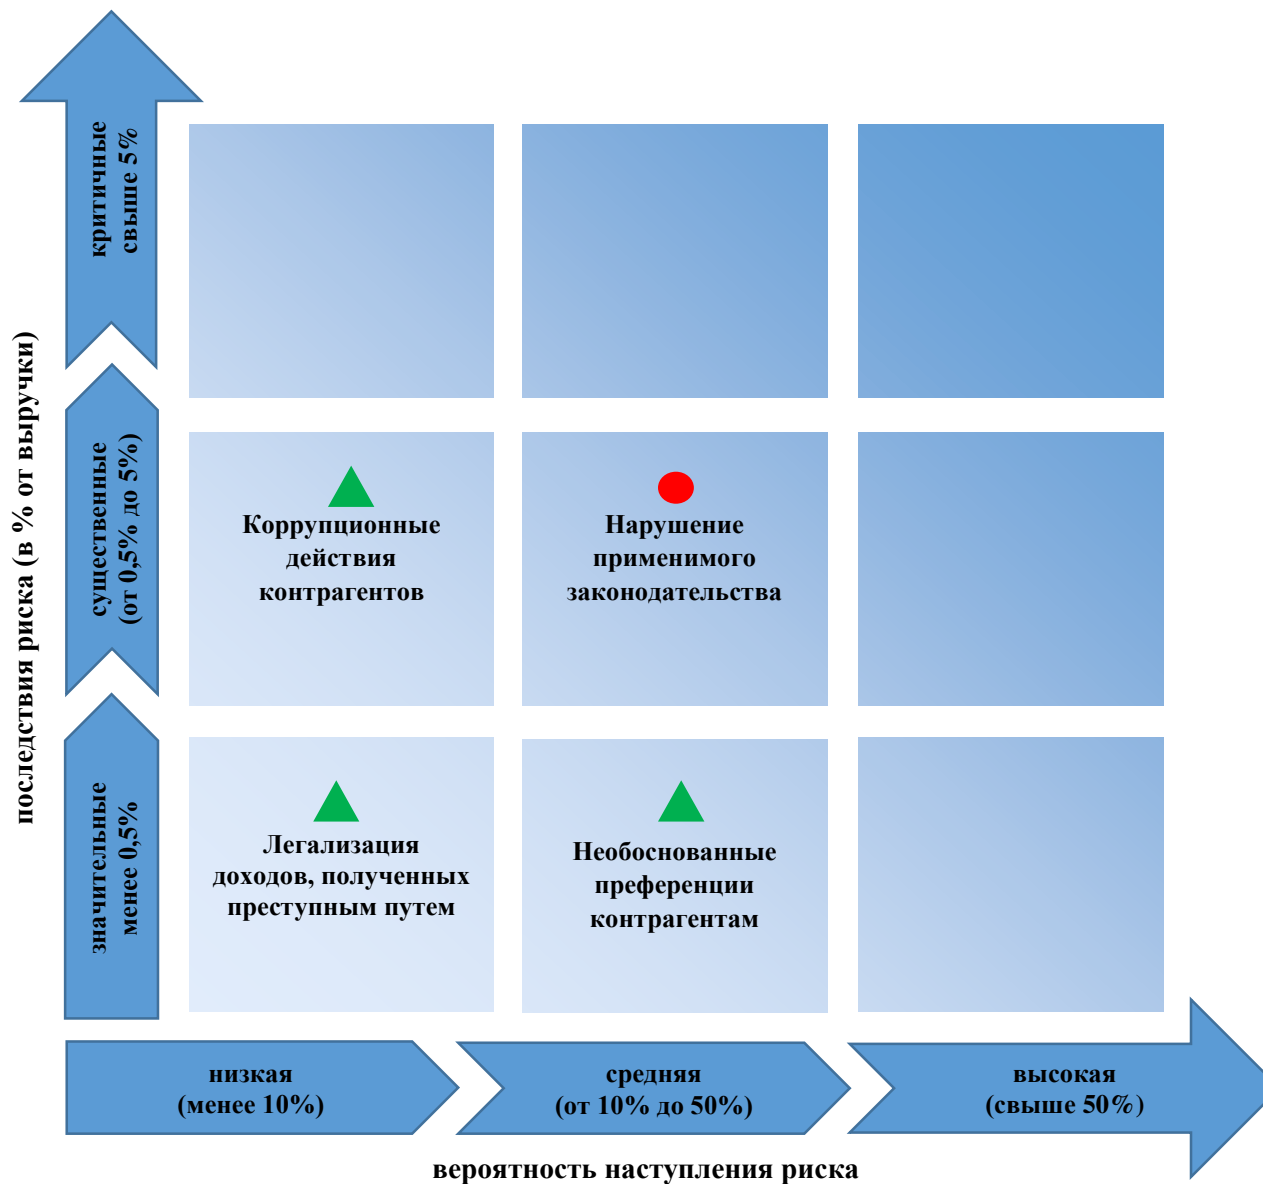 последствия риска (в % от выручки)
критичные
свыше 5%
существенные
(от 0,5% до 5%)
значительные
менее 0,5%
Коррупционные
действия
контрагентов
Нарушение
применимого
законодательства
Легализация
доходов, полученных
преступным путем
Необоснованные
преференции
контрагентам
низкая
(менее 10%)
средняя
(от 10% до 50%)
высокая
(свыше 50%)
вероятность наступления риска